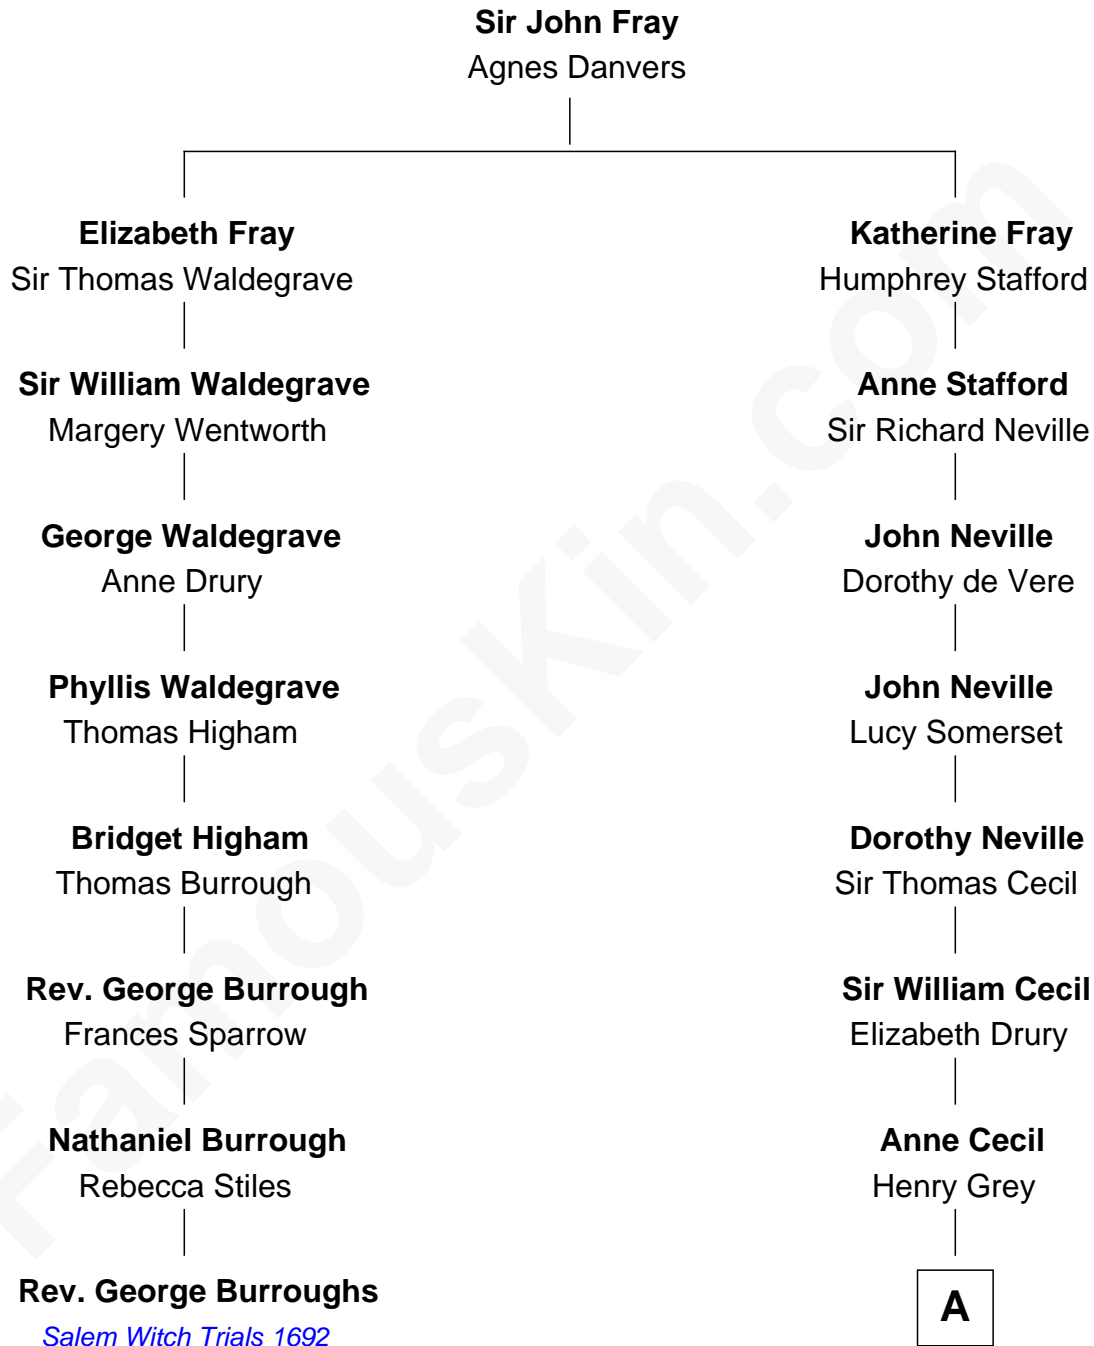 Sir John Fray
Agnes Danvers
Elizabeth Fray
Sir Thomas Waldegrave
Katherine Fray
Humphrey Stafford
Sir William Waldegrave
Margery Wentworth
Anne Stafford
Sir Richard Neville
George Waldegrave
Anne Drury
John Neville
Dorothy de Vere
Phyllis Waldegrave
Thomas Higham
John Neville
Lucy Somerset
Bridget Higham
Thomas Burrough
Dorothy Neville
Sir Thomas Cecil
Rev. George Burrough
Frances Sparrow
Sir William Cecil
Elizabeth Drury
Nathaniel Burrough
Rebecca Stiles
Anne Cecil
Henry Grey
Rev. George Burroughs
Salem Witch Trials 1692
A
FamousKin.com